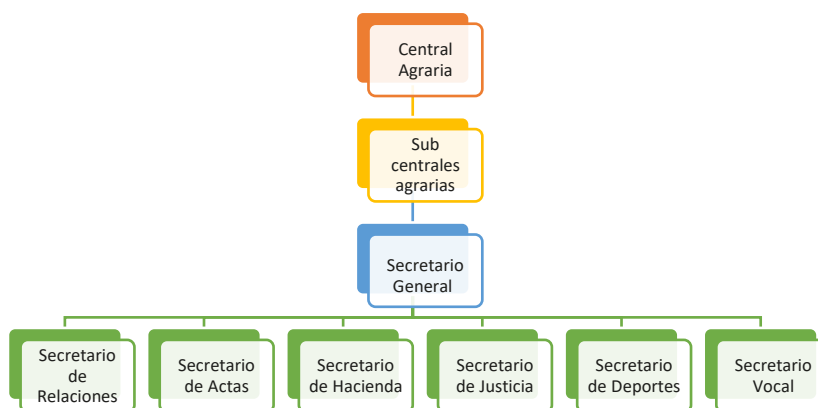 Central
Agraria
Sub
centrales
agrarias
Secretario
General
Secretario
de
Relaciones
Secretario
de Actas
Secretario
de Hacienda
Secretario
de Justicia
Secretario
de Deportes
Secretario
Vocal